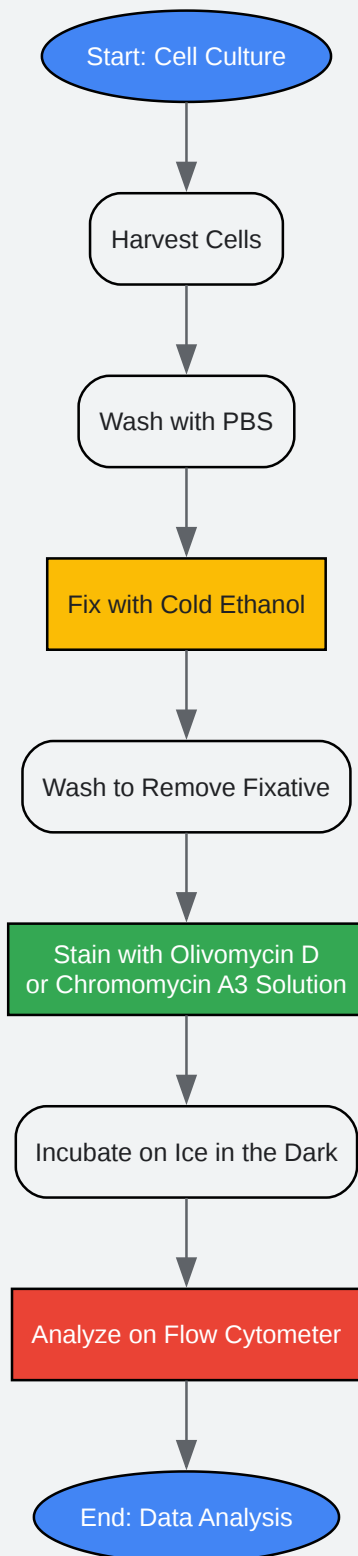 Start: Cell Culture
Harvest Cells
Wash with PBS
Fix with Cold Ethanol
Wash to Remove Fixative
Stain with Olivomycin D
or Chromomycin A3 Solution
Incubate on Ice in the Dark
Analyze on Flow Cytometer
End: Data Analysis